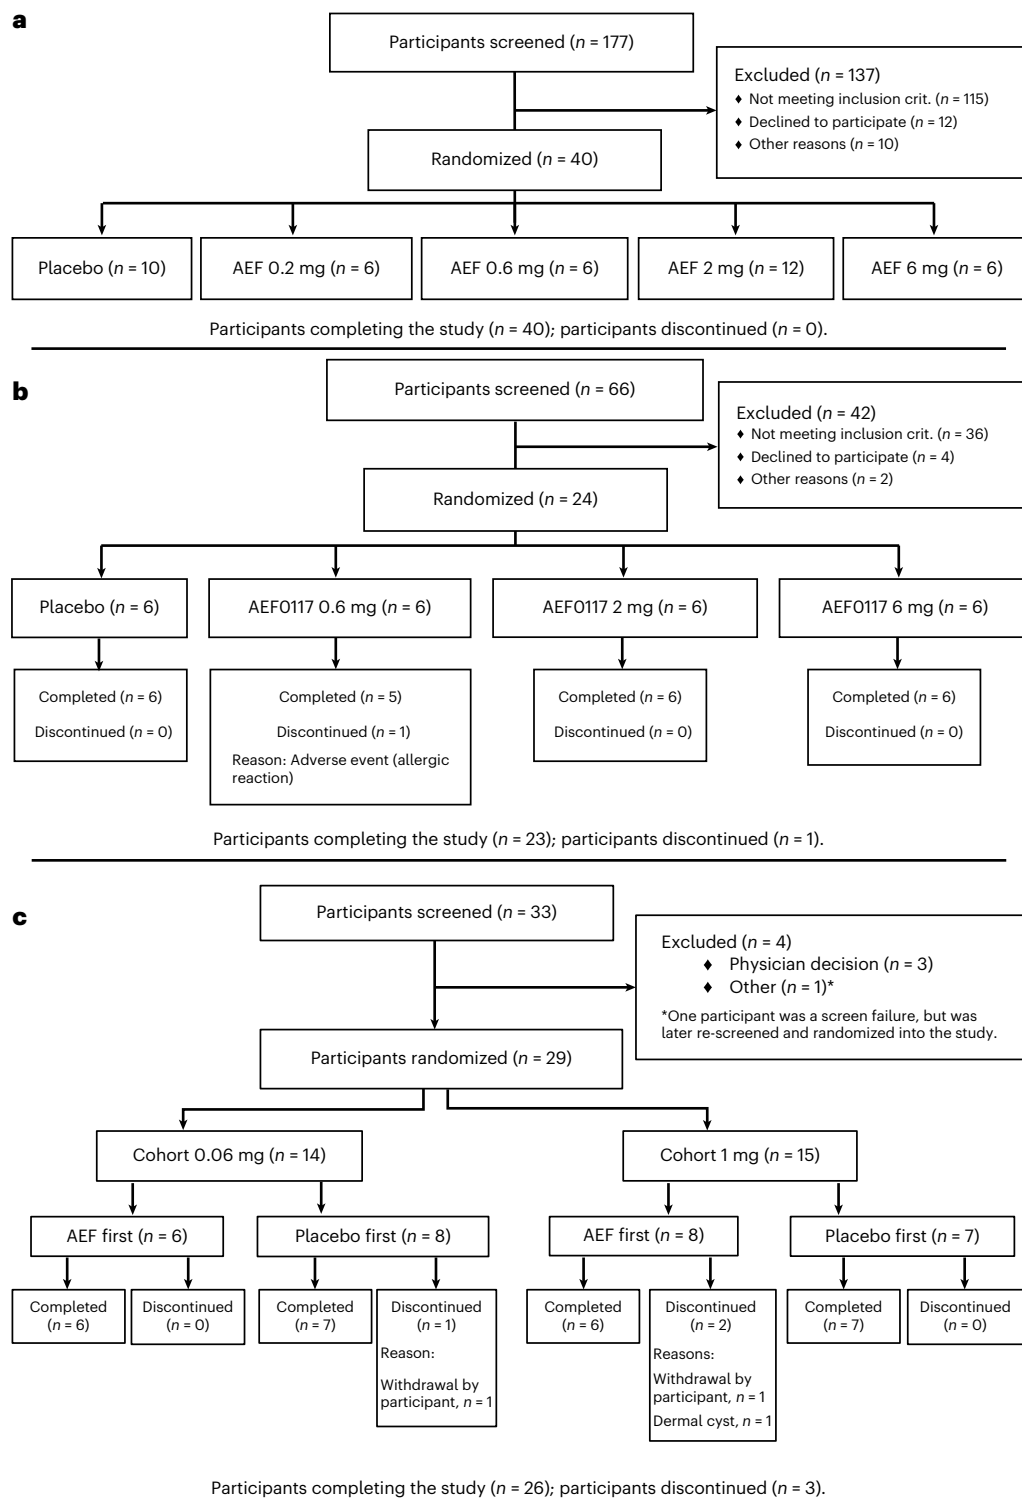 a
Participants screened (n = 177)
Excluded (n = 137)
♦ Not meeting inclusion crit. (n = 115)
♦ Declined to participate (n = 12)
♦ Other reasons (n = 10)
Randomized (n = 40)
Placebo (n = 10)
AEF 0.2 mg (n = 6)
AEF 0.6 mg (n = 6)
AEF 2 mg (n = 12)
AEF 6 mg (n = 6)
Participants completing the study (n = 40); participants discontinued (n = 0).
b
Participants screened (n = 66)
Excluded (n = 42)
♦ Not meeting inclusion crit. (n = 36)
♦ Declined to participate (n = 4)
♦ Other reasons (n = 2)
Randomized (n = 24)
Placebo (n = 6)
AEF0117 0.6 mg (n = 6)
AEF0117 2 mg (n = 6)
AEF0117 6 mg (n = 6)
Completed (n = 6)
Discontinued (n = 0)
Completed (n = 5)
Discontinued (n = 1)
Reason: Adverse event (allergic
reaction)
Completed (n = 6)
Discontinued (n = 0)
Completed (n = 6)
Discontinued (n = 0)
Participants completing the study (n = 23); participants discontinued (n = 1).
c
Participants screened (n = 33)
Excluded (n = 4)
♦ Physician decision (n = 3)
♦ Other (n = 1)*
*One participant was a screen failure, but was
later re-screened and randomized into the study.
Participants randomized (n = 29)
Cohort 0.06 mg (n = 14)
Cohort 1 mg (n = 15)
AEF first (n = 6)
Placebo first (n = 8)
AEF first (n = 8)
Placebo first (n = 7)
Completed
(n = 6)
Discontinued
(n = 0)
Completed
(n = 7)
Discontinued
(n = 1)
Reason:
Withdrawal by
participant, n = 1
Completed
(n = 6)
Discontinued
(n = 2)
Reasons:
Withdrawal by
participant, n = 1
Dermal cyst, n = 1
Completed
(n = 7)
Discontinued
(n = 0)
Participants completing the study (n = 26); participants discontinued (n = 3).